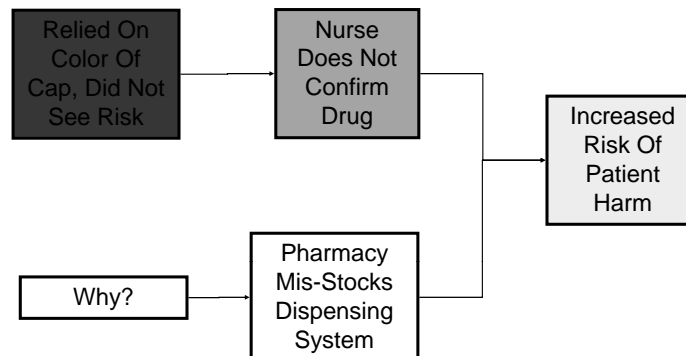 Relied On
Color Of
Cap, Did Not
See Risk
Nurse
Does Not
Confirm
Drug
Increased
Risk Of
Patient
Harm
Why?
Pharmacy
Mis-Stocks
Dispensing
System